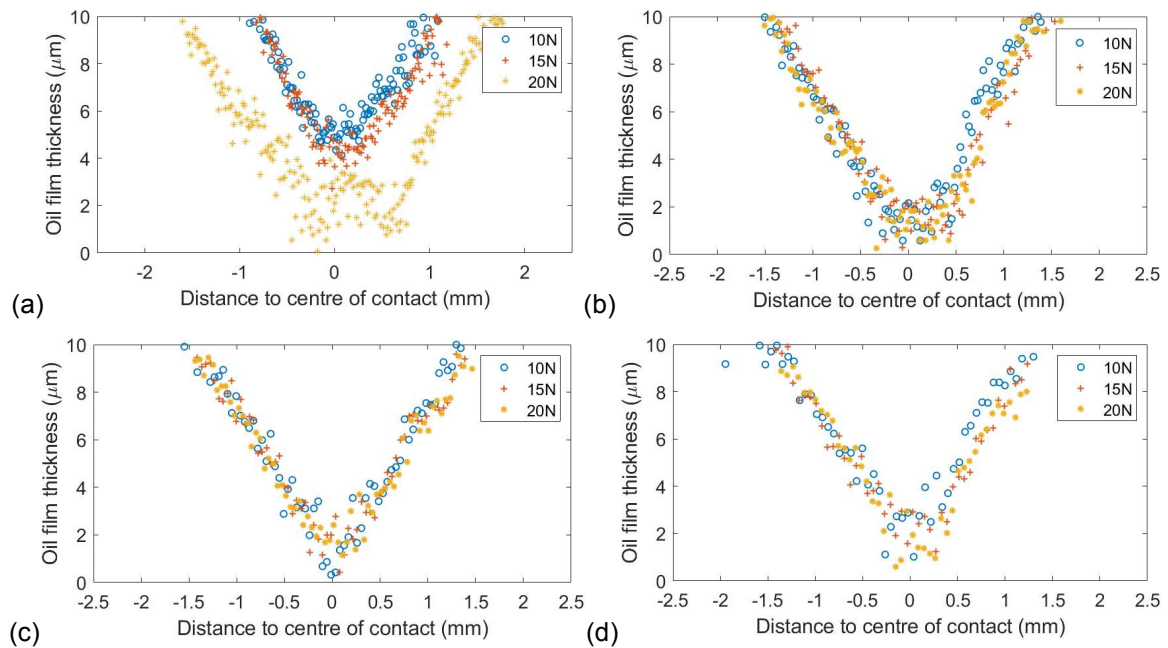 10
8
6
4
2
0
Oil film thickness (μm)
10N
15N
20N
-2
-1
0
1
2
Distance to centre of contact (mm)
(a)
10
8
6
4
2
0
Oil film thickness (μm)
10N
15N
20N
-2.5
-2
-1.5
-1
-0.5
0
0.5
1
1.5
2
2.5
Distance to centre of contact (mm)
(b)
10
8
6
4
2
0
Oil film thickness (μm)
10N
15N
20N
-2.5
-2
-1.5
-1
-0.5
0
0.5
1
1.5
2
2.5
Distance to centre of contact (mm)
(c)
10
8
6
4
2
0
Oil film thickness (μm)
10N
15N
20N
-2.5
-2
-1.5
-1
-0.5
0
0.5
1
1.5
2
2.5
Distance to centre of contact (mm)
(d)